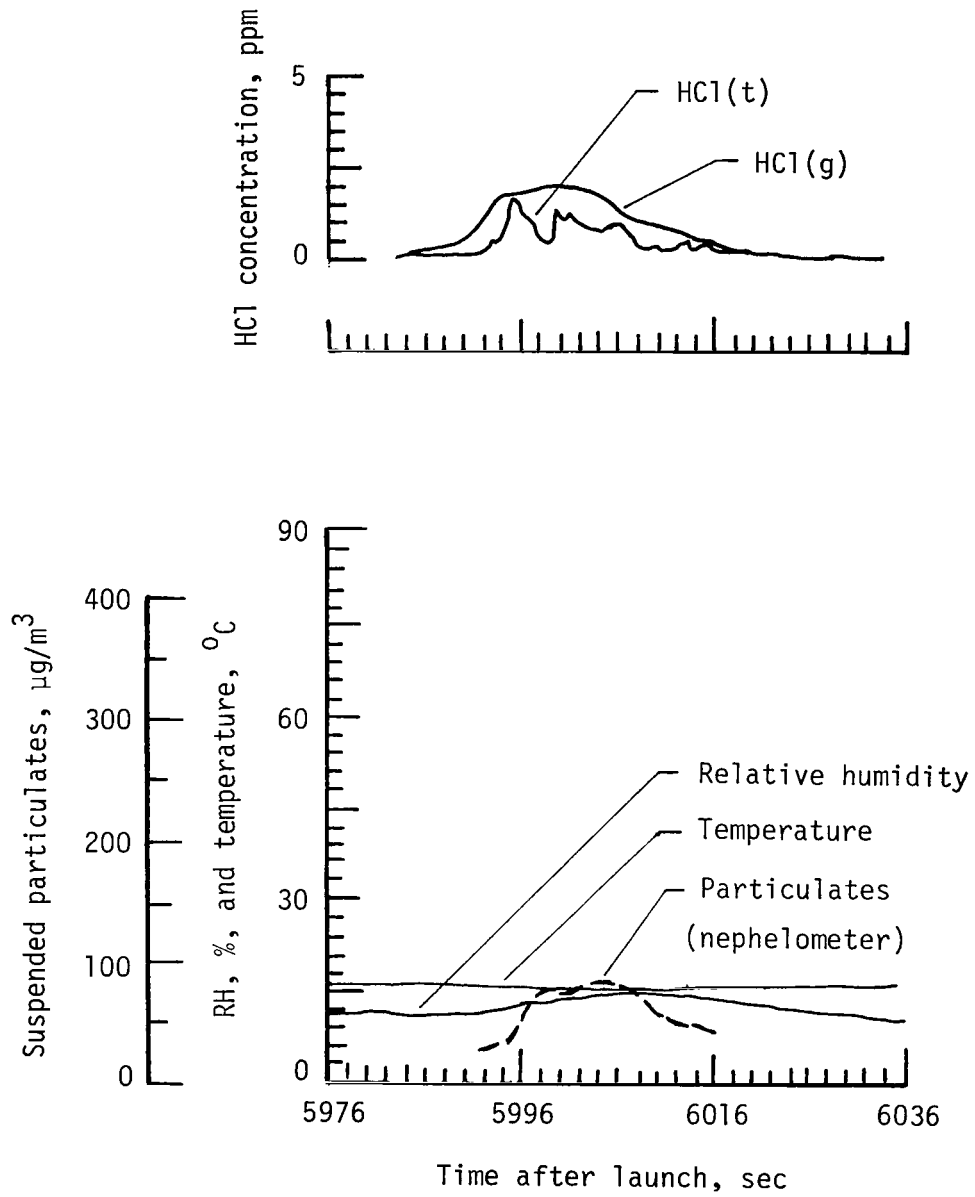 HCl concentration, ppm
5
0
HCl(t)
HCl(g)
Suspended particulates, µg/m³
400
300
200
100
0
RH, %, and temperature, °C
90
60
30
0
Relative humidity
Temperature
Particulates
(nephelometer)
5976 5996 6016 6036
Time after launch, sec